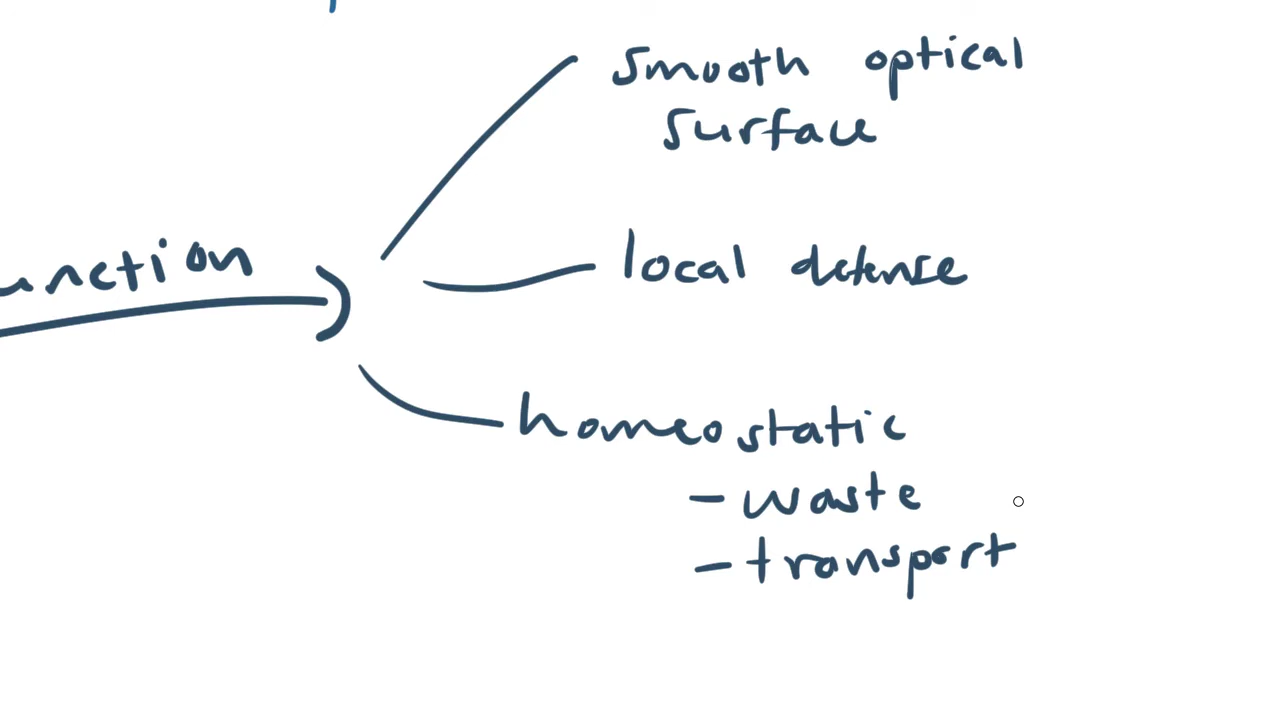 smooth optical
surface
unction
local defense
homeostatic
- waste
- transport